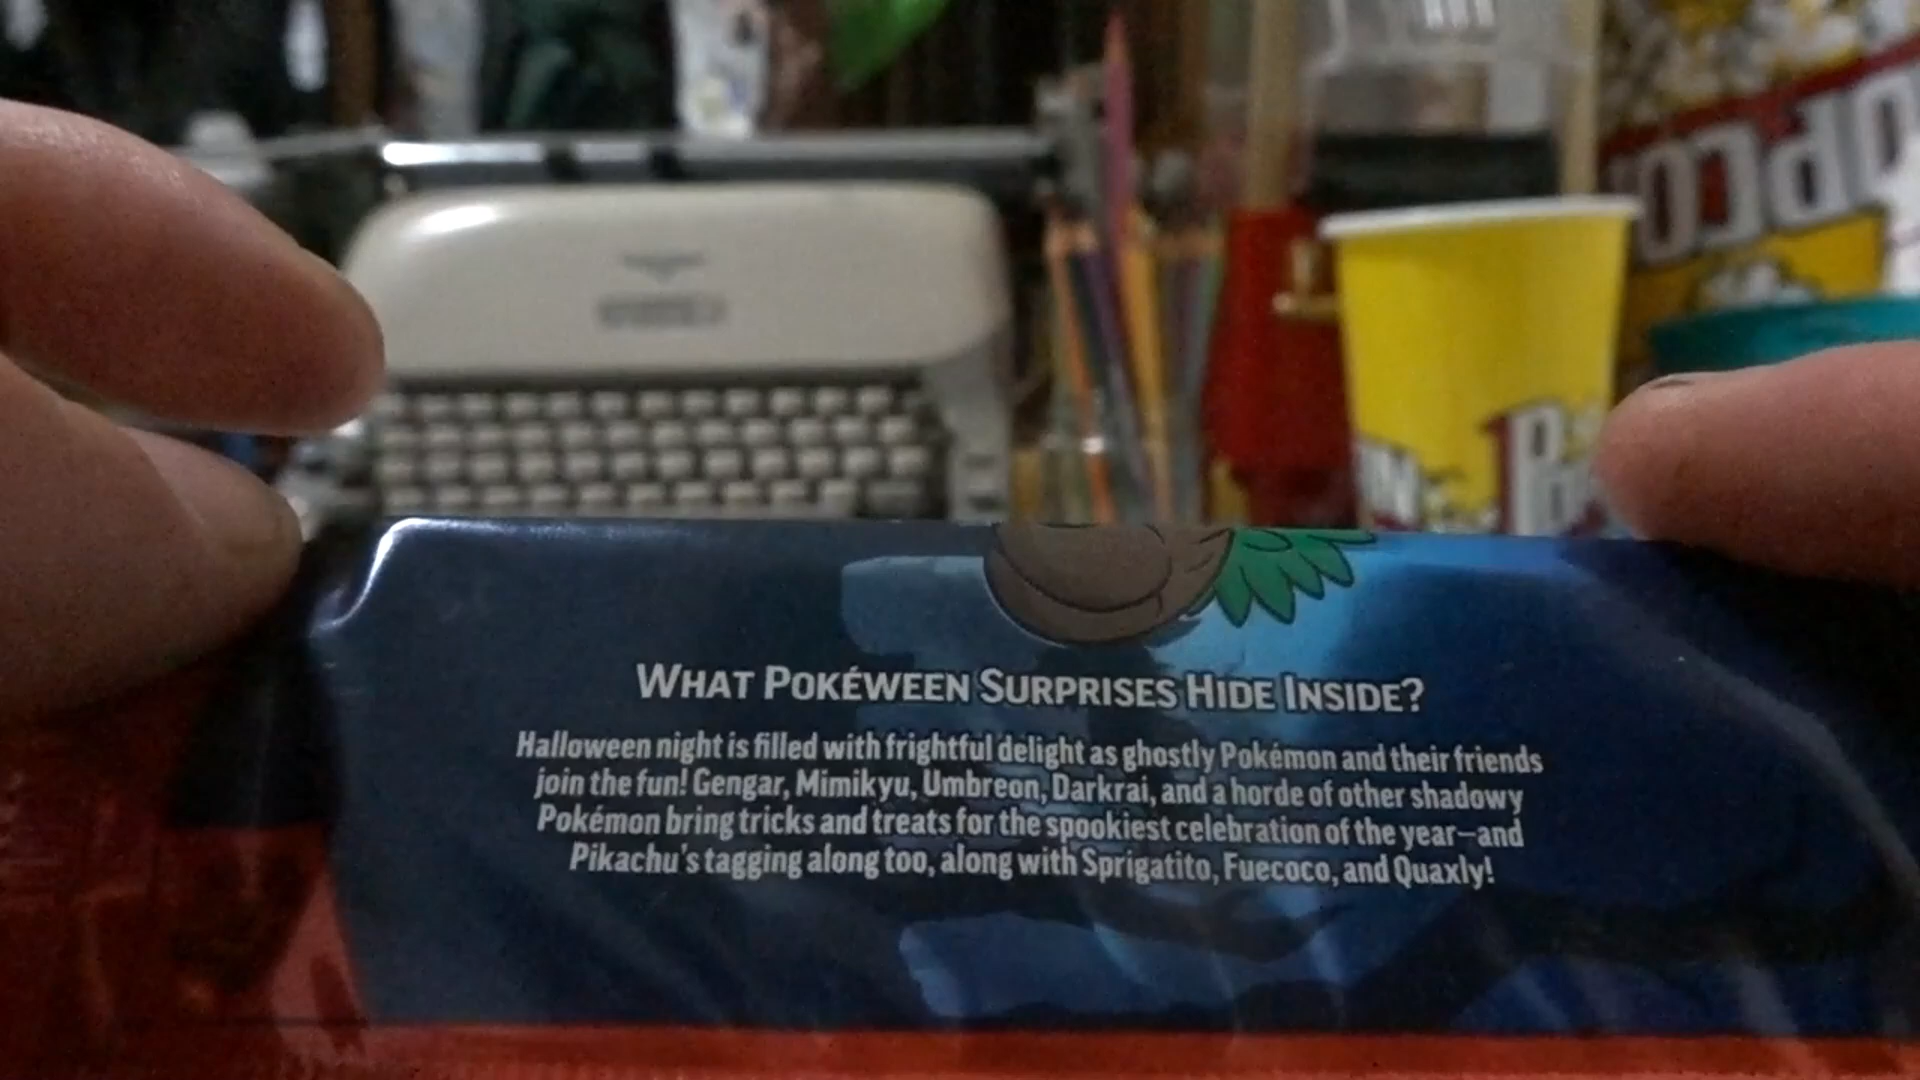 WHAT POKÉWEEN SURPRISES HIDE INSIDE?
Halloween night is filled with frightful delight as ghostly Pokémon and their friends
join the fun! Gengar, Mimikyu, Umbreon, Darkrai, and a horde of other shadowy
Pokémon bring tricks and treats for the spookiest celebration of the year—and
Pikachu's tagging along too, along with Sprigatito, Fuecoco, and Quaxly!